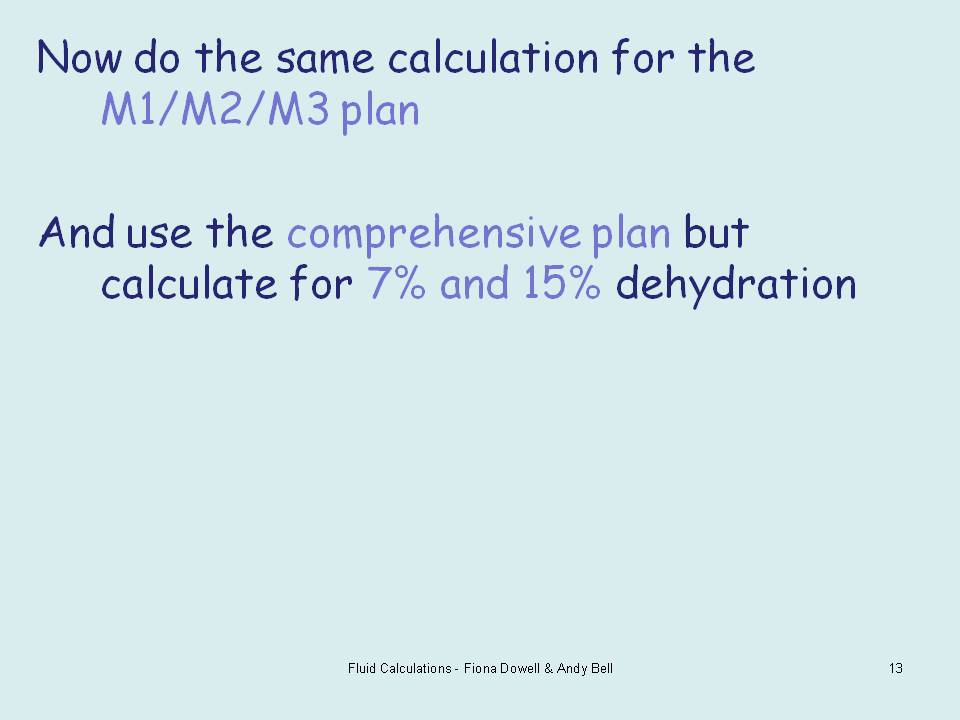 Now do the same calculation for the
M1/M2/M3 plan
And use the comprehensive plan but
calculate for 7% and 15% dehydration
Fluid Calculations - Fiona Dowell & Andy Bell
13